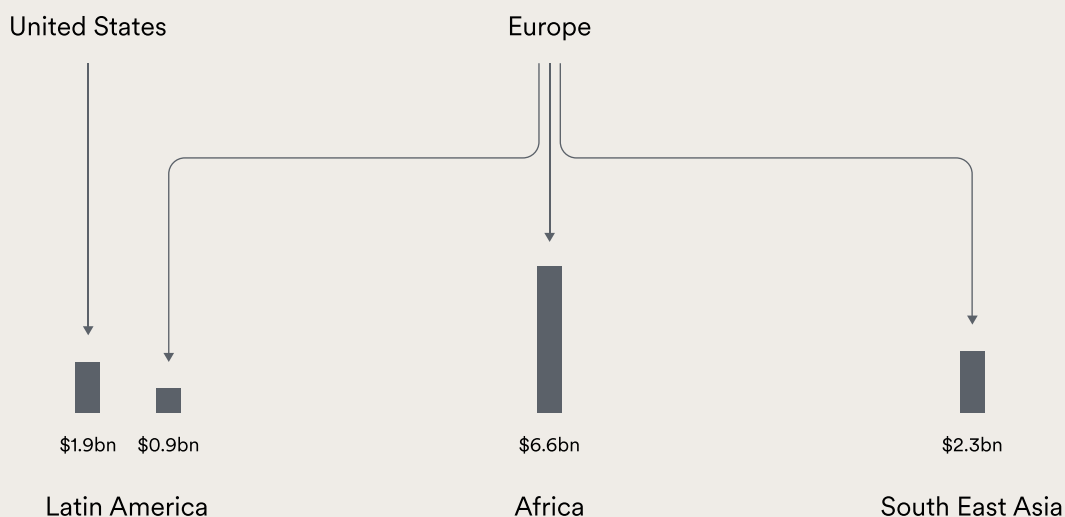 United States
Europe
$1.9bn
$0.9bn
$6.6bn
$2.3bn
Latin America
Africa
South East Asia